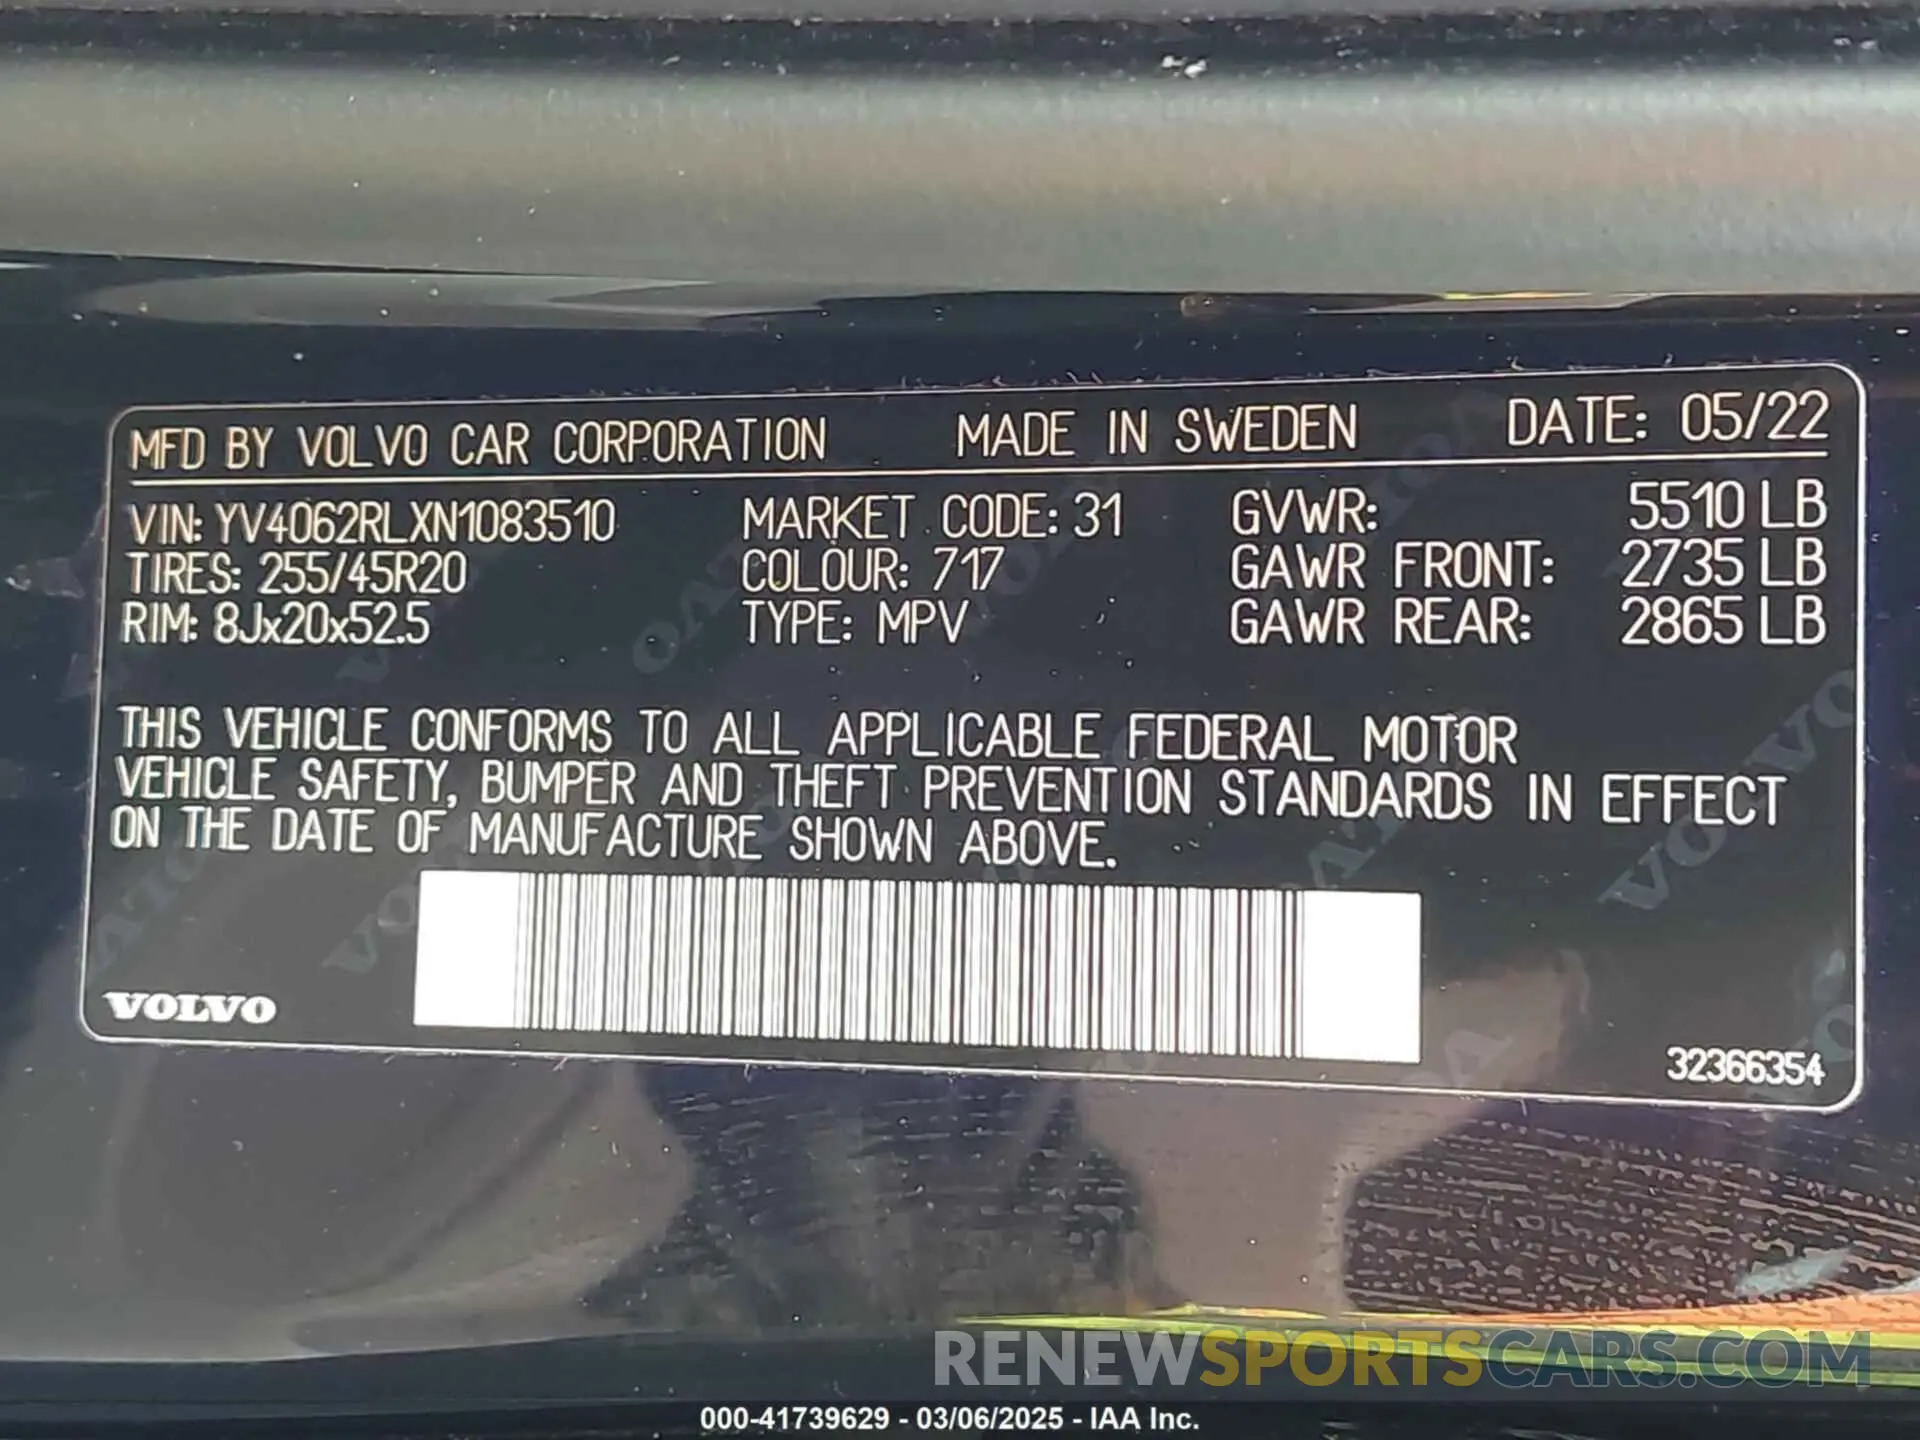 MFD BY VOLVO CAR CORPORATION MADE IN SWEDEN DATE: 05/22
VIN: YV4062RLXN1083510 MARKET CODE: 31 GVWR: 5510 LB
TIRES: 255/45R20 COLOUR: 717 GAWR FRONT: 2735 LB
RIM: 8Jx20x52.5 TYPE: MPV GAWR REAR: 2865 LB
THIS VEHICLE CONFORMS TO ALL APPLICABLE FEDERAL MOTOR
VEHICLE SAFETY, BUMPER AND THEFT PREVENTION STANDARDS IN EFFECT
ON THE DATE OF MANUFACTURE SHOWN ABOVE.
VOLVO
32366354
RENEWSPORTSCARS.COM
000-41739629 - 03/06/2025 - IAA Inc.